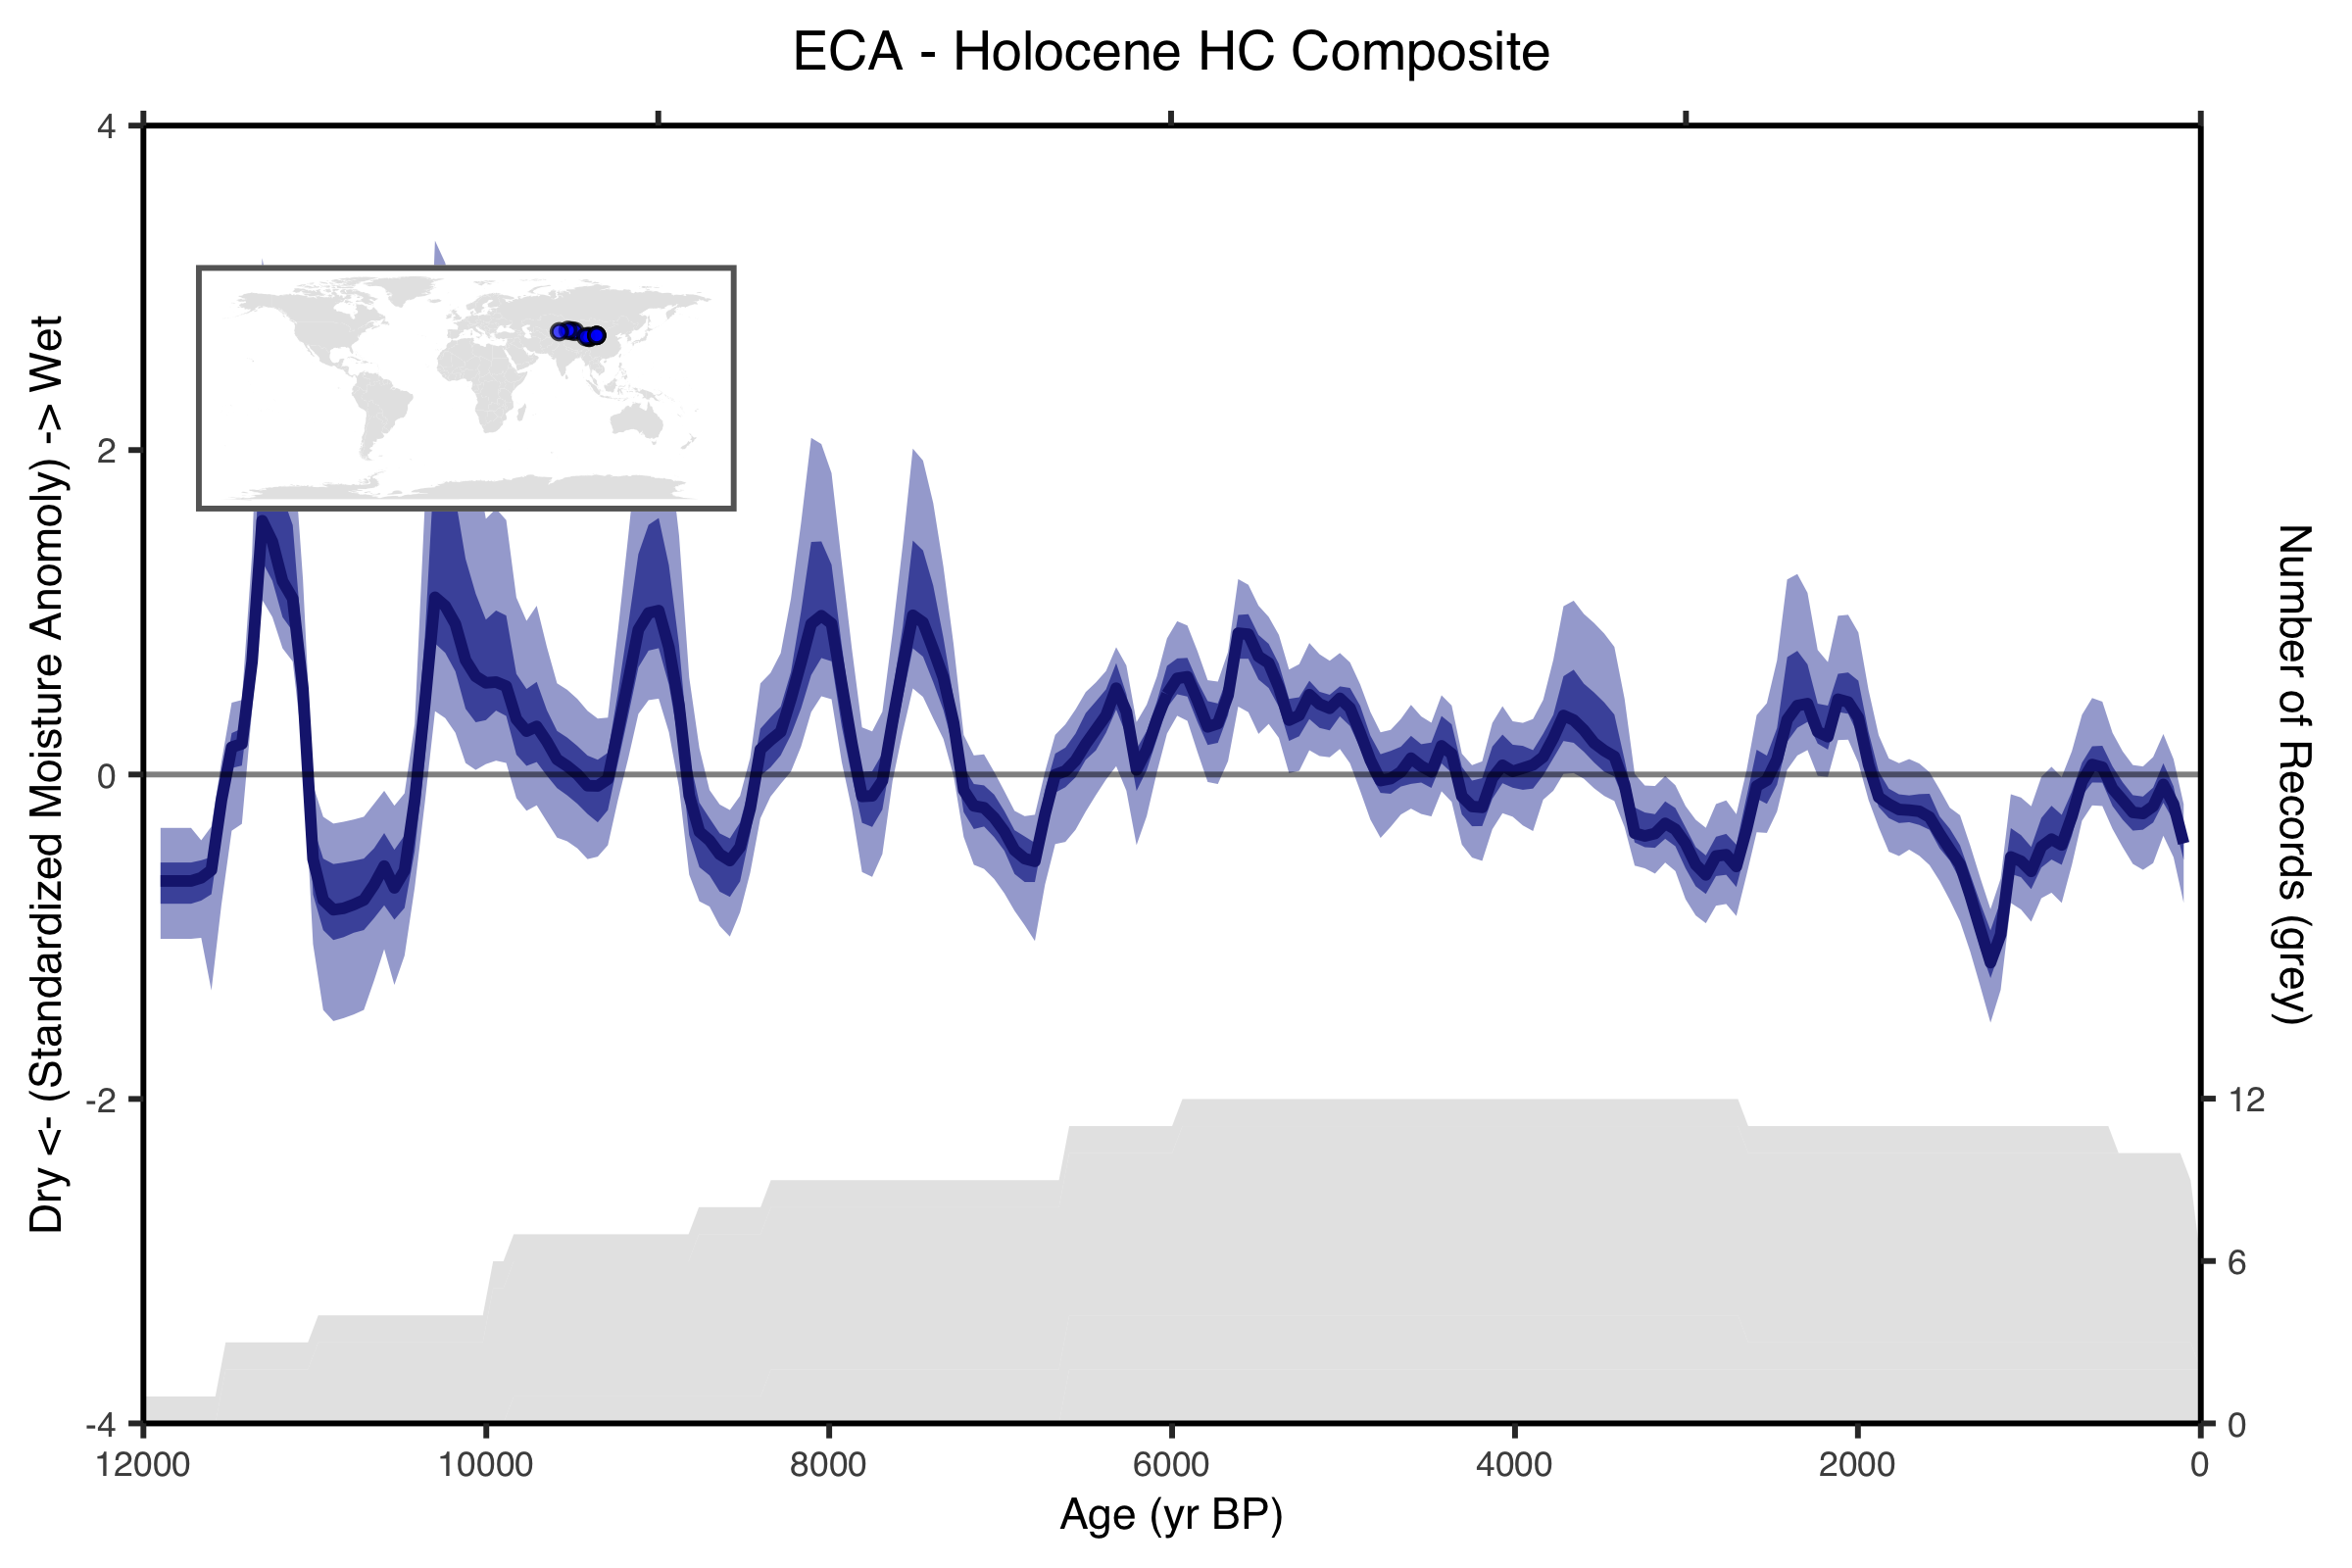 ECA - Holocene HC Composite
Dry <- (Standardized Moisture Anomoly) -> Wet
4
2
0
-2
-4
12
6
0
Number of Records (grey)
12000 10000 8000 6000 4000 2000 0
Age (yr BP)